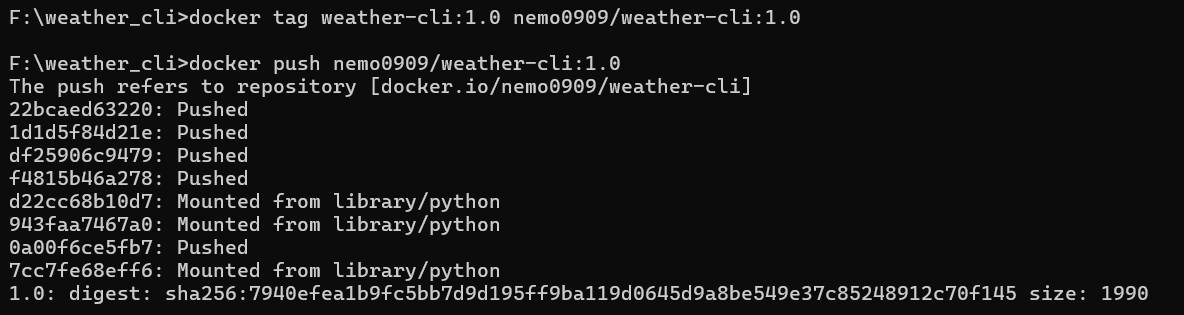 F:\weather_cli>docker tag weather-cli:1.0 nemo0909/weather-cli:1.0
F:\weather_cli>docker push nemo0909/weather-cli:1.0
The push refers to repository [docker.io/nemo0909/weather-cli]
22bcaed63220: Pushed
1d1d5f84d21e: Pushed
df25906c9479: Pushed
f4815b46a278: Pushed
d22cc68b10d7: Mounted from library/python
943faa7467a0: Mounted from library/python
0a00f6ce5fb7: Pushed
7cc7fe68eff6: Mounted from library/python
1.0: digest: sha256:7940efea1b9fc5bb7d9d195ff9ba119d0645d9a8be549e37c85248912c70f145 size: 1990